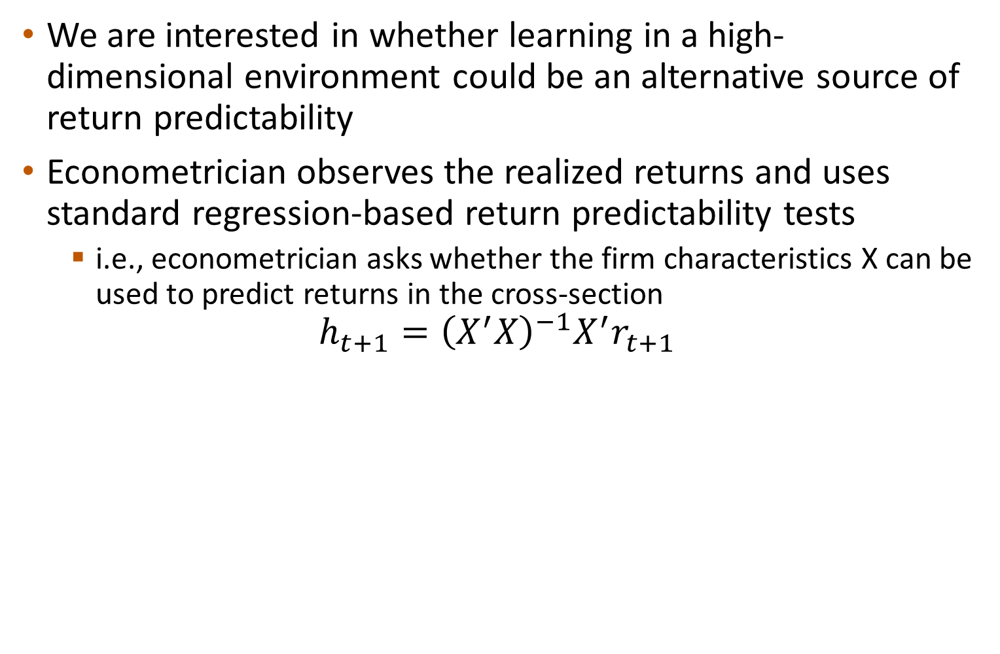 • We are interested in whether learning in a high-
dimensional environment could be an alternative source of
return predictability
• Econometrician observes the realized returns and uses
standard regression-based return predictability tests
▪ i.e., econometrician asks whether the firm characteristics X can be
used to predict returns in the cross-section
h_{t+1} = (X′X)^{−1}X′r_{t+1}